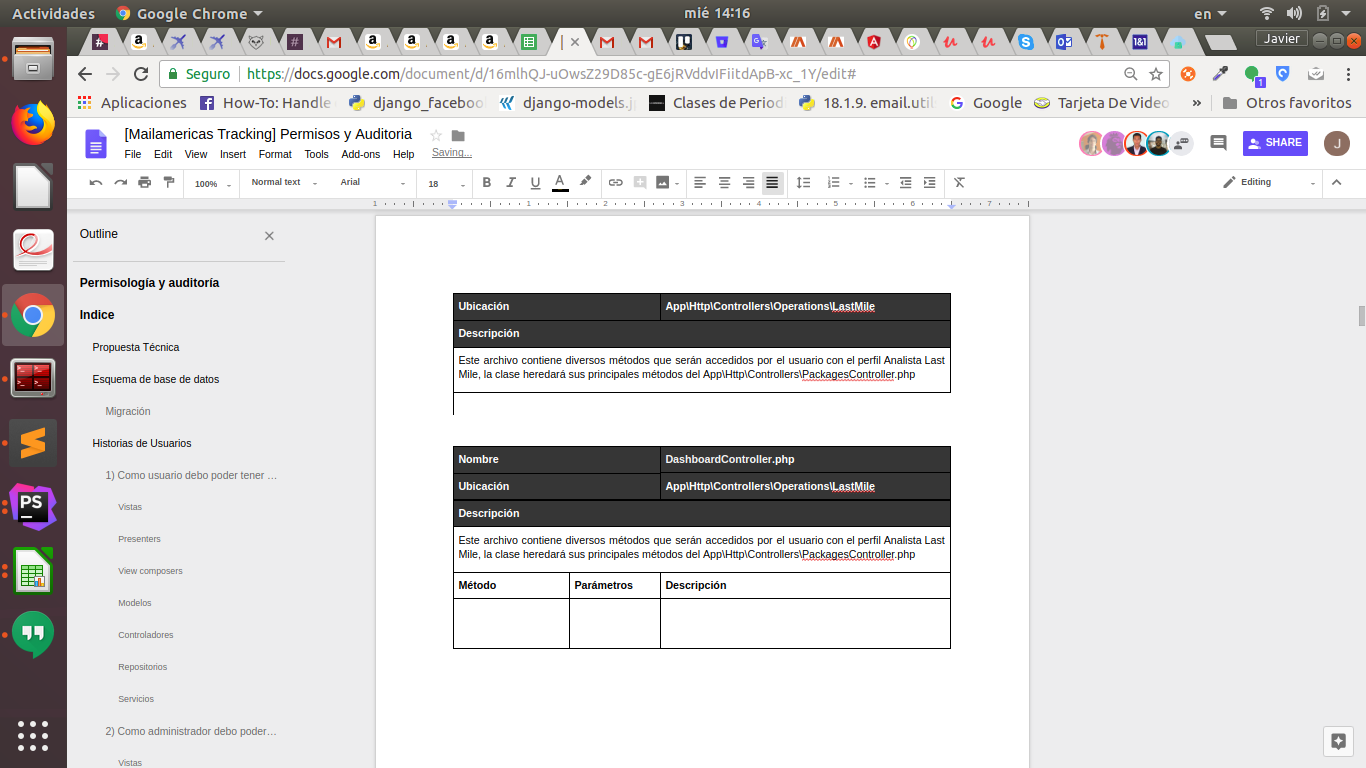 Actividades Google Chrome mié 14:16 en
Javier
Seguro https://docs.google.com/document/d/16mlhQJ-uOwsZ29D85c-gE6jRVddvIFiitdApB-xc_1Y/edit#
Aplicaciones How-To: Handle django_faceboo django-models.j Clases de Period 18.1.9. email.util Google Tarjeta De Video » Otros favoritos
[Mailamericas Tracking] Permisos y Auditoria
File Edit View Insert Format Tools Add-ons Help Saving...
SHARE J
100% Normal text Arial 18 B I U A Editing
1 1 2 3 4 5 6 7
Outline
Permisología y auditoría
Indice
Propuesta Técnica
Esquema de base de datos
Migración
Historias de Usuarios
1) Como usuario debo poder tener ...
Vistas
Presenters
View composers
Modelos
Controladores
Repositorios
Servicios
2) Como administrador debo poder...
Vistas
Ubicación App\Http\Controllers\Operations\LastMile
Descripción
Este archivo contiene diversos métodos que serán accedidos por el usuario con el perfil Analista Last
Mile, la clase heredará sus principales métodos del App\Http\Controllers\PackagesController.php
Nombre DashboardController.php
Ubicación App\Http\Controllers\Operations\LastMile
Descripción
Este archivo contiene diversos métodos que serán accedidos por el usuario con el perfil Analista Last
Mile, la clase heredará sus principales métodos del App\Http\Controllers\PackagesController.php
Método Parámetros Descripción
PS